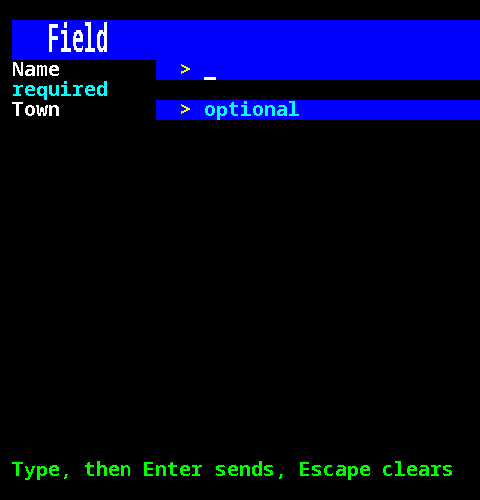 Field
Name > _
required
Town > optional
Type, then Enter sends, Escape clears